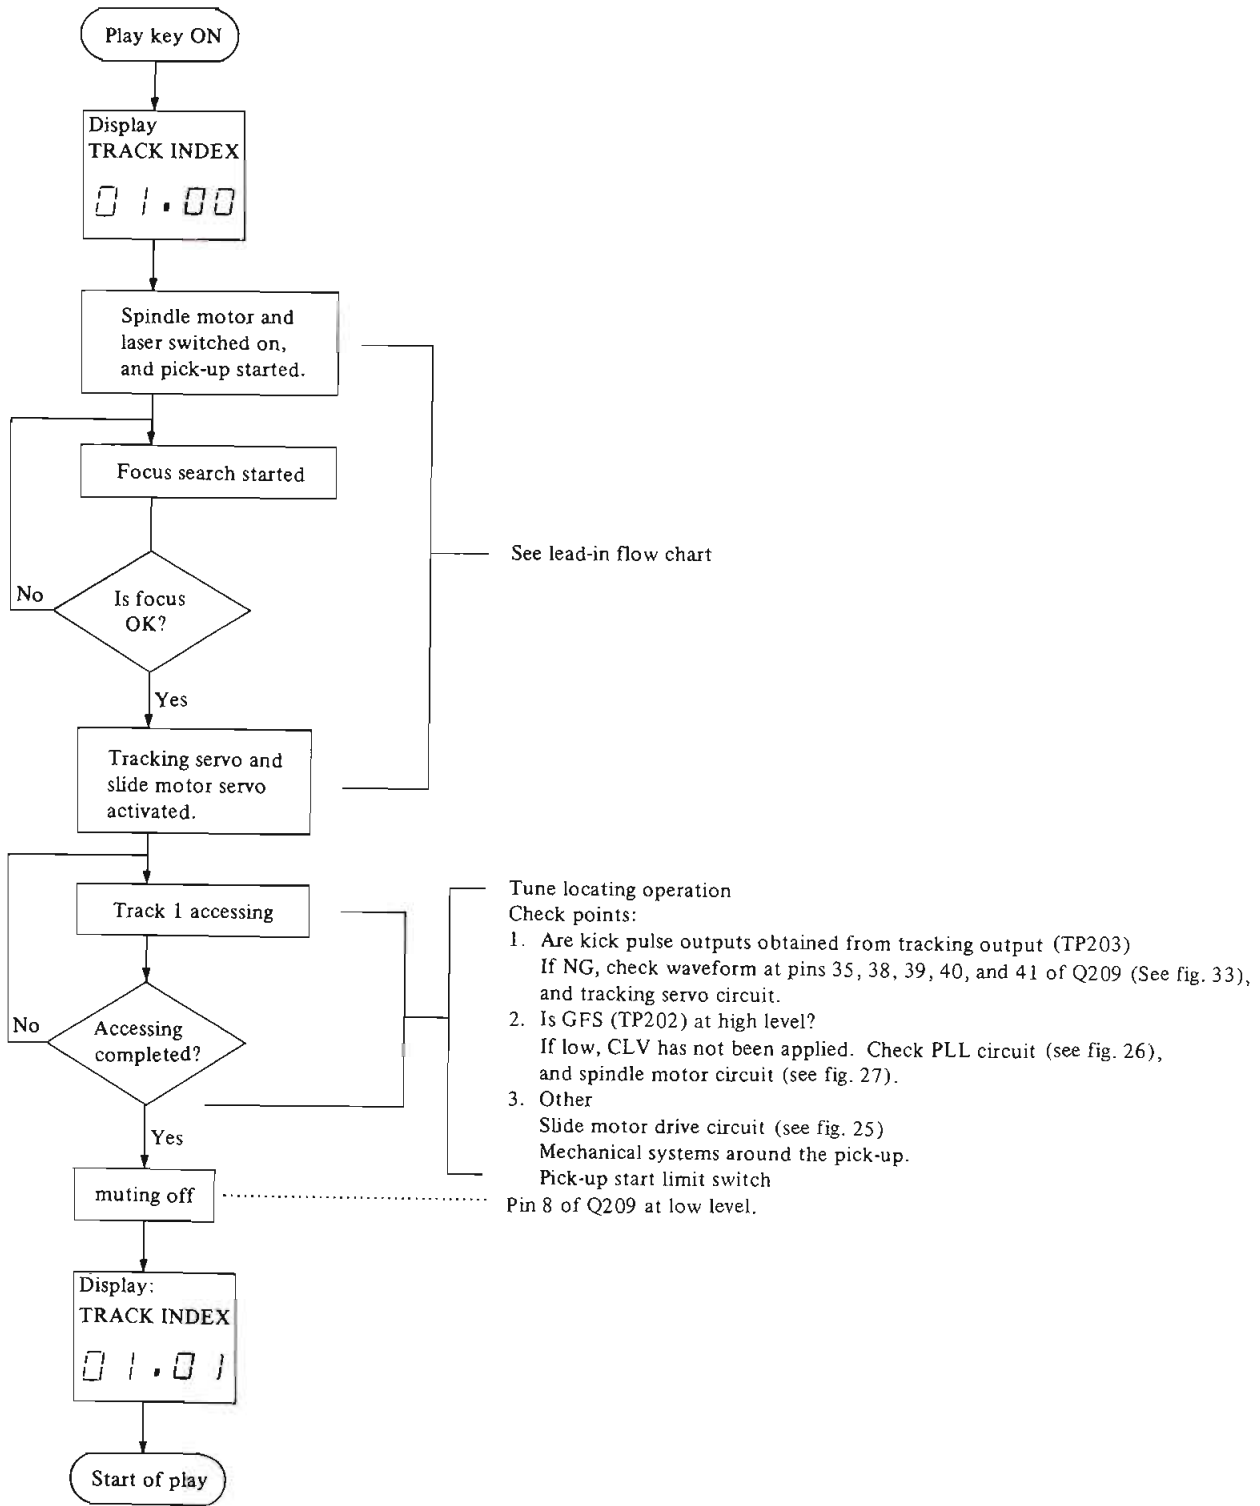 Play key ON
Display
TRACK INDEX
01.00
Spindle motor and
laser switched on,
and pick-up started.
Focus search started
See lead-in flow chart
No
Is focus
OK?
Yes
Tracking servo and
slide motor servo
activated.
Track 1 accessing
Tune locating operation
Check points:
1. Are kick pulse outputs obtained from tracking output (TP203)
If NG, check waveform at pins 35, 38, 39, 40, and 41 of Q209 (See fig. 33),
and tracking servo circuit.
2. Is GFS (TP202) at high level?
If low, CLV has not been applied. Check PLL circuit (see fig. 26),
and spindle motor circuit (see fig. 27).
3. Other
Slide motor drive circuit (see fig. 25)
Mechanical systems around the pick-up.
Pick-up start limit switch
No
Accessing
completed?
Yes
muting off
Pin 8 of Q209 at low level.
Display:
TRACK INDEX
01.01
Start of play